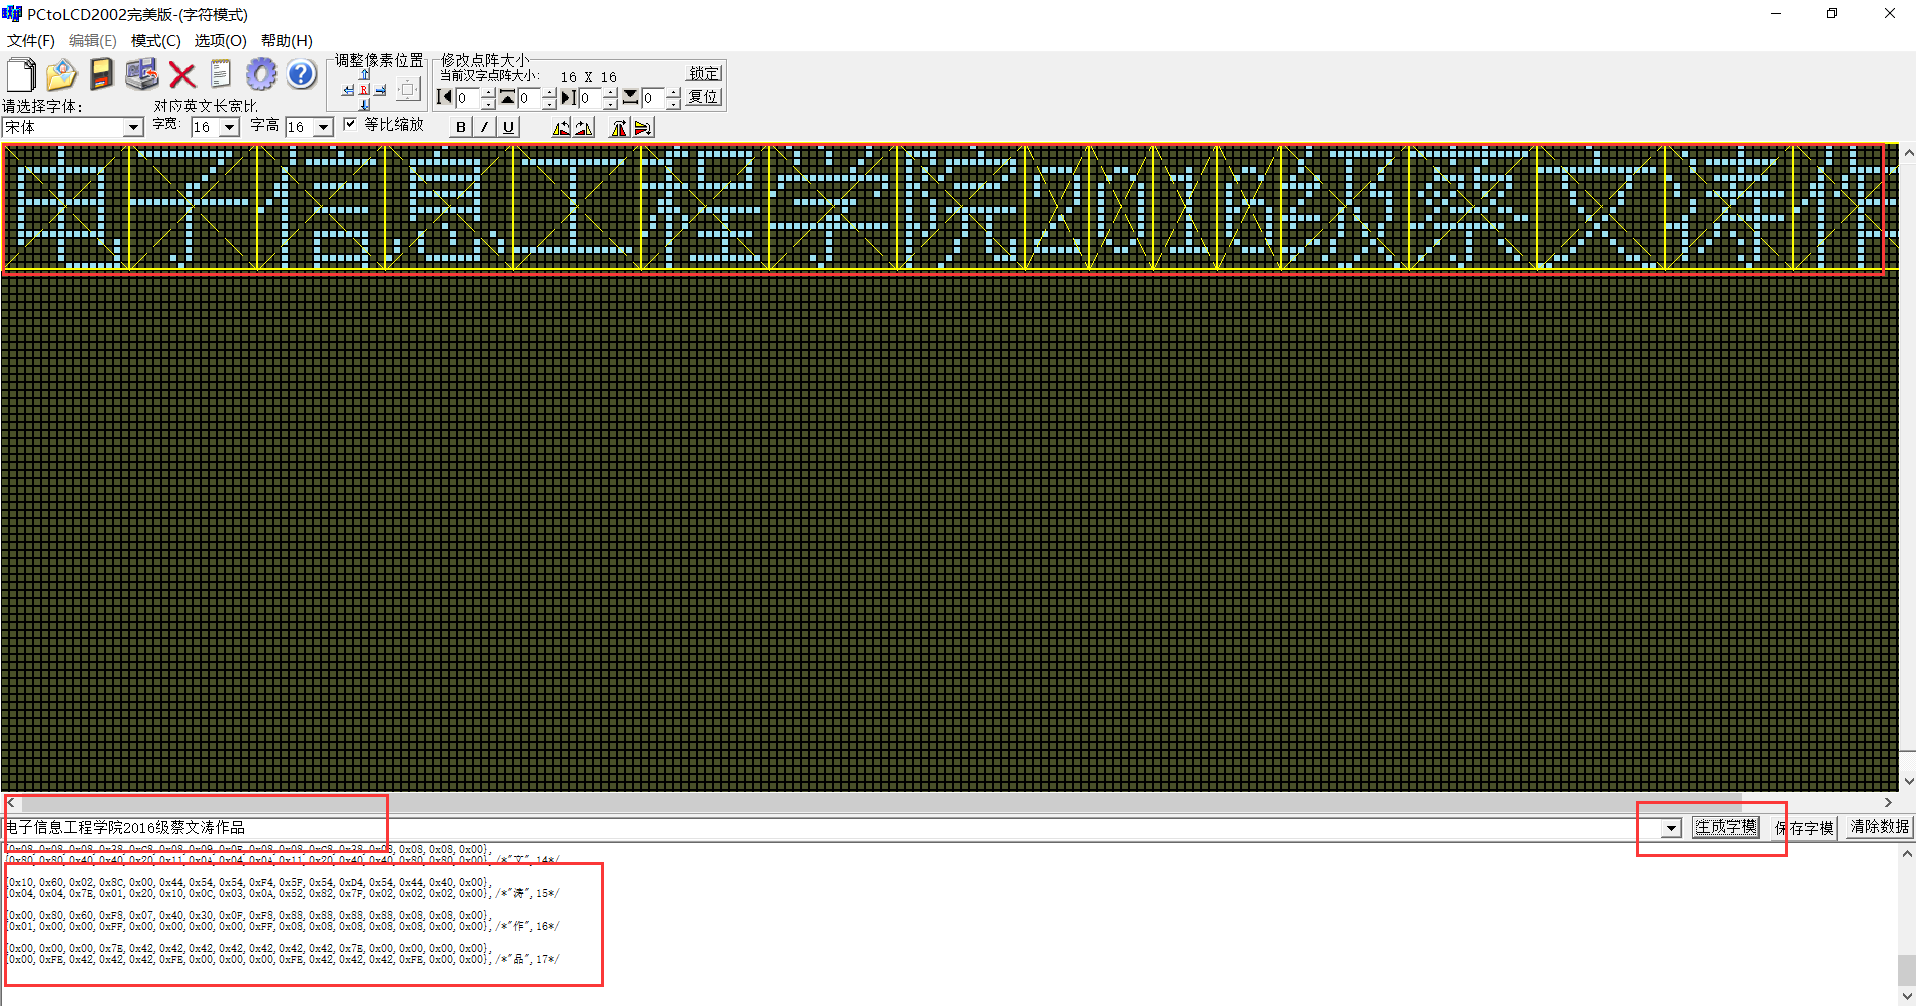 PCtoLCD2002完美版-(字符模式)
文件(F) 编辑(E) 模式(C) 选项(O) 帮助(H)
调整像素位置
修改点阵大小
当前汉字点阵大小: 16 X 16 锁定
0 0 0 0 复位
请选择字体: 对应英文长宽比
宋体 字宽: 16 字高 16 等比缩放 B I U
电子信息工程学院2016级蔡文涛作
电子信息工程学院2016级蔡文涛作品 生成字模 保存字模 清除数据
{0x08,0x08,0x08,0x38,0xC8,0x08,0x09,0x0E,0x08,0x08,0xC8,0x38,0x08,0x08,0x08,0x00},
{0x80,0x80,0x40,0x40,0x20,0x11,0x0A,0x04,0x0A,0x11,0x20,0x40,0x40,0x80,0x80,0x00},/*"文",14*/
{0x10,0x60,0x02,0x8C,0x00,0x44,0x54,0x54,0xF4,0x5F,0x54,0xD4,0x54,0x44,0x40,0x00},
{0x04,0x04,0x7E,0x01,0x20,0x10,0x0C,0x03,0x0A,0x52,0x82,0x7F,0x02,0x02,0x02,0x00},/*"涛",15*/
{0x00,0x80,0x60,0xF8,0x07,0x40,0x30,0x0F,0xF8,0x88,0x88,0x88,0x88,0x08,0x08,0x00},
{0x01,0x00,0x00,0xFF,0x00,0x00,0x00,0x00,0xFF,0x08,0x08,0x08,0x08,0x08,0x00,0x00},/*"作",16*/
{0x00,0x00,0x00,0x7E,0x42,0x42,0x42,0x42,0x42,0x42,0x42,0x7E,0x00,0x00,0x00,0x00},
{0x00,0xFE,0x42,0x42,0x42,0xFE,0x00,0x00,0x00,0xFE,0x42,0x42,0x42,0xFE,0x00,0x00},/*"品",17*/